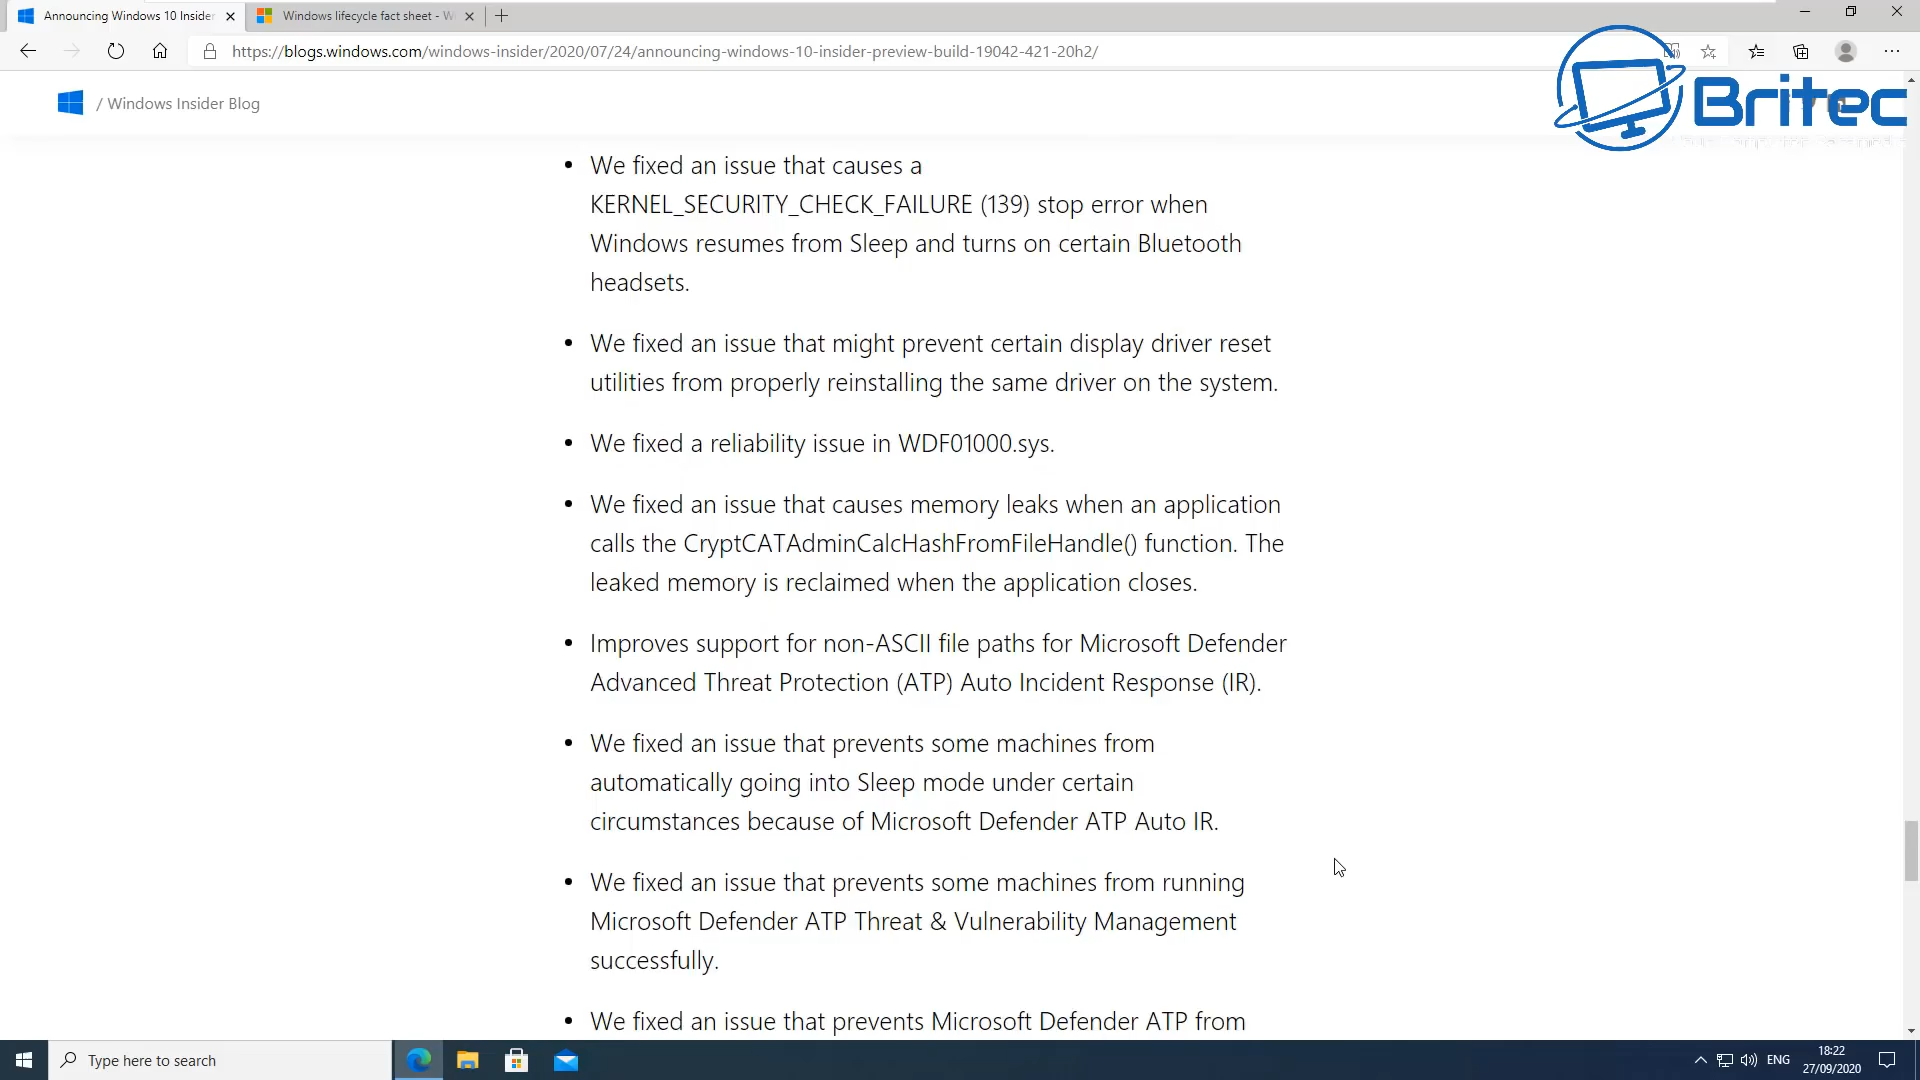 Announcing Windows 10 Insider
Windows lifecycle fact sheet - W
https://blogs.windows.com/windows-insider/2020/07/24/announcing-windows-10-insider-preview-build-19042-421-20h2/
/ Windows Insider Blog
Britec
• We fixed an issue that causes a
KERNEL_SECURITY_CHECK_FAILURE (139) stop error when
Windows resumes from Sleep and turns on certain Bluetooth
headsets.
• We fixed an issue that might prevent certain display driver reset
utilities from properly reinstalling the same driver on the system.
• We fixed a reliability issue in WDF01000.sys.
• We fixed an issue that causes memory leaks when an application
calls the CryptCATAdminCalcHashFromFileHandle() function. The
leaked memory is reclaimed when the application closes.
• Improves support for non-ASCII file paths for Microsoft Defender
Advanced Threat Protection (ATP) Auto Incident Response (IR).
• We fixed an issue that prevents some machines from
automatically going into Sleep mode under certain
circumstances because of Microsoft Defender ATP Auto IR.
• We fixed an issue that prevents some machines from running
Microsoft Defender ATP Threat & Vulnerability Management
successfully.
• We fixed an issue that prevents Microsoft Defender ATP from
Type here to search
ENG
18:22
27/09/2020